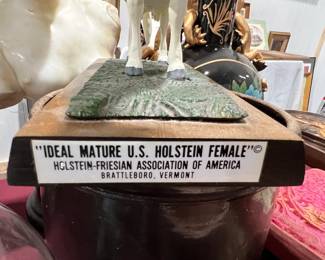 "IDEAL MATURE U.S. HOLSTEIN FEMALE"©
HOLSTEIN-FRIESIAN ASSOCIATION OF AMERICA
BRATTLEBORO, VERMONT